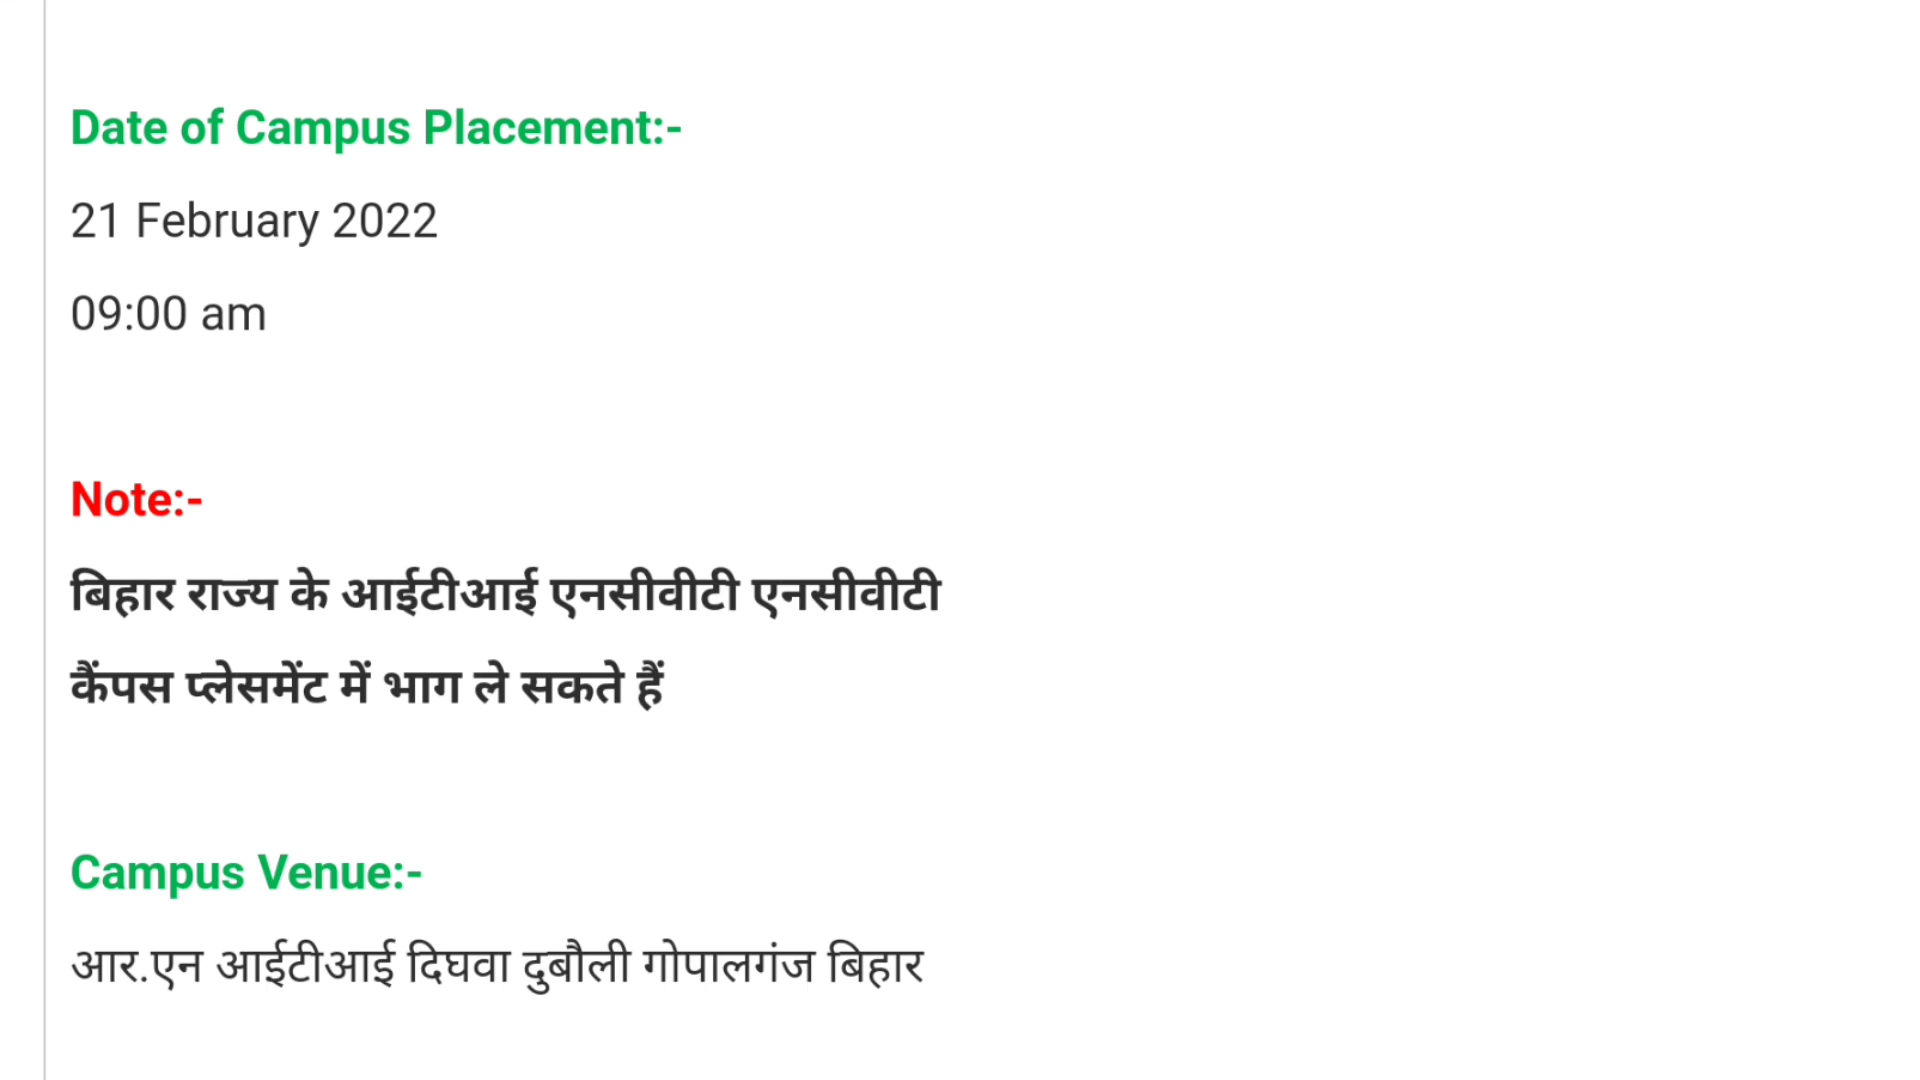 Date of Campus Placement:-
21 February 2022
09:00 am
Note:-
बिहार राज्य के आईटीआई एनसीवीटी एनसीवीटी
कैंपस प्लेसमेंट में भाग ले सकते हैं
Campus Venue:-
आर.एन आईटीआई दिघवा दुबौली गोपालगंज बिहार